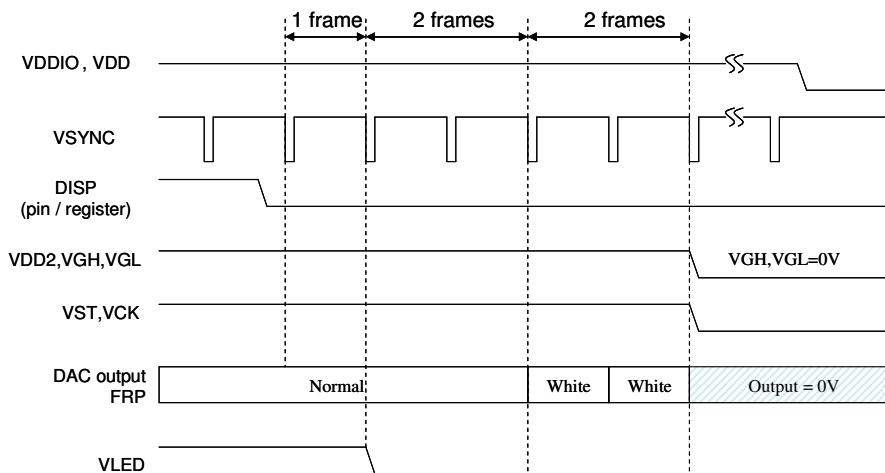 1 frame 2 frames 2 frames
VDDIO , VDD
VSYNC
DISP
(pin / register)
VDD2,VGH,VGL VGH,VGL=0V
VST,VCK
DAC output
FRP
Normal White White Output = 0V
VLED